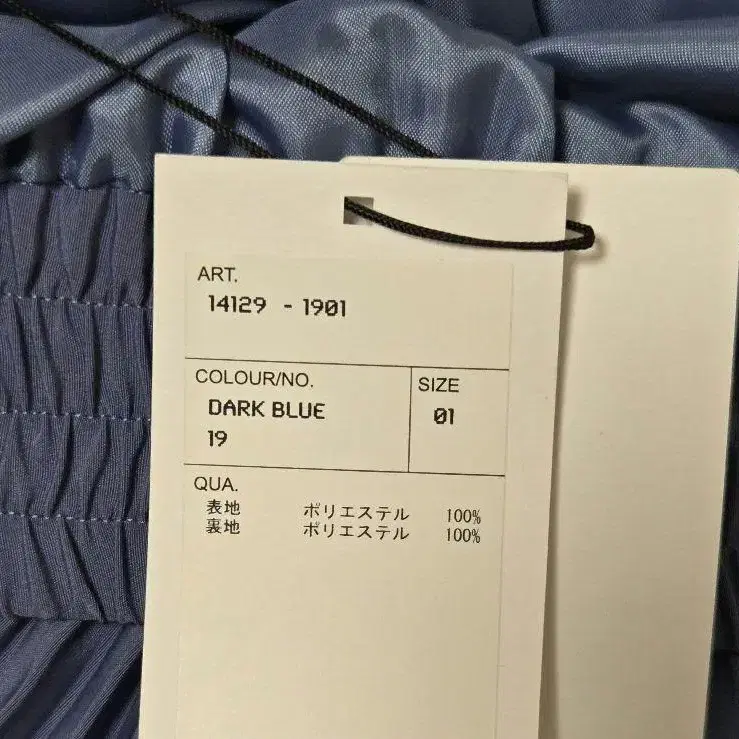 ART.
14129 - 1901
COLOUR/NO. SIZE
DARK BLUE 01
19
QUA.
表地 ポリエステル 100%
裏地 ポリエステル 100%